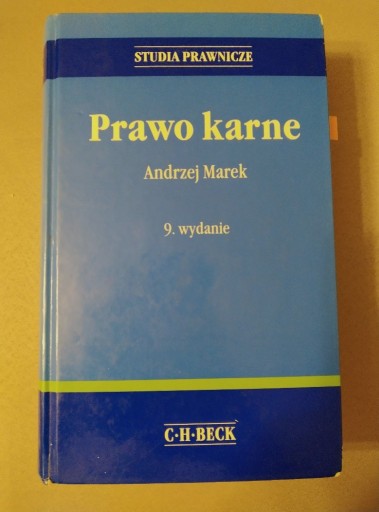 STUDIA PRAWNICZE
Prawo karne
Andrzej Marek
9. wydanie
C·H·BECK